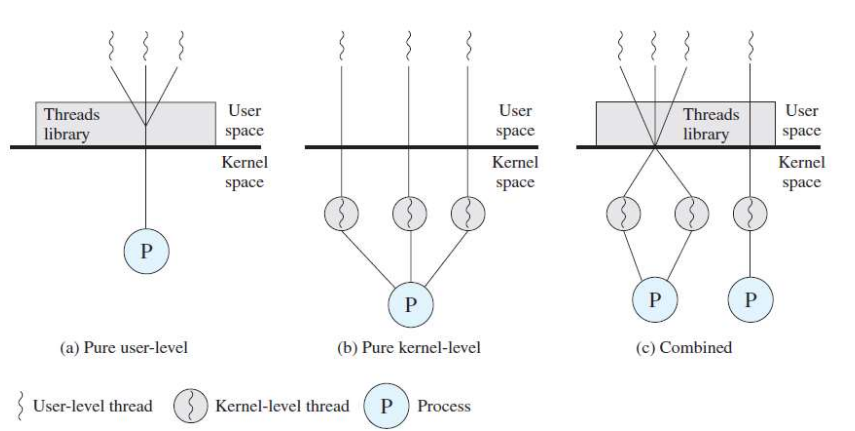 Threads
library
User
space
Kernel
space
P
(a) Pure user-level
User
space
Kernel
space
P
(b) Pure kernel-level
Threads
library
User
space
Kernel
space
P
P
(c) Combined
User-level thread
Kernel-level thread
P
Process